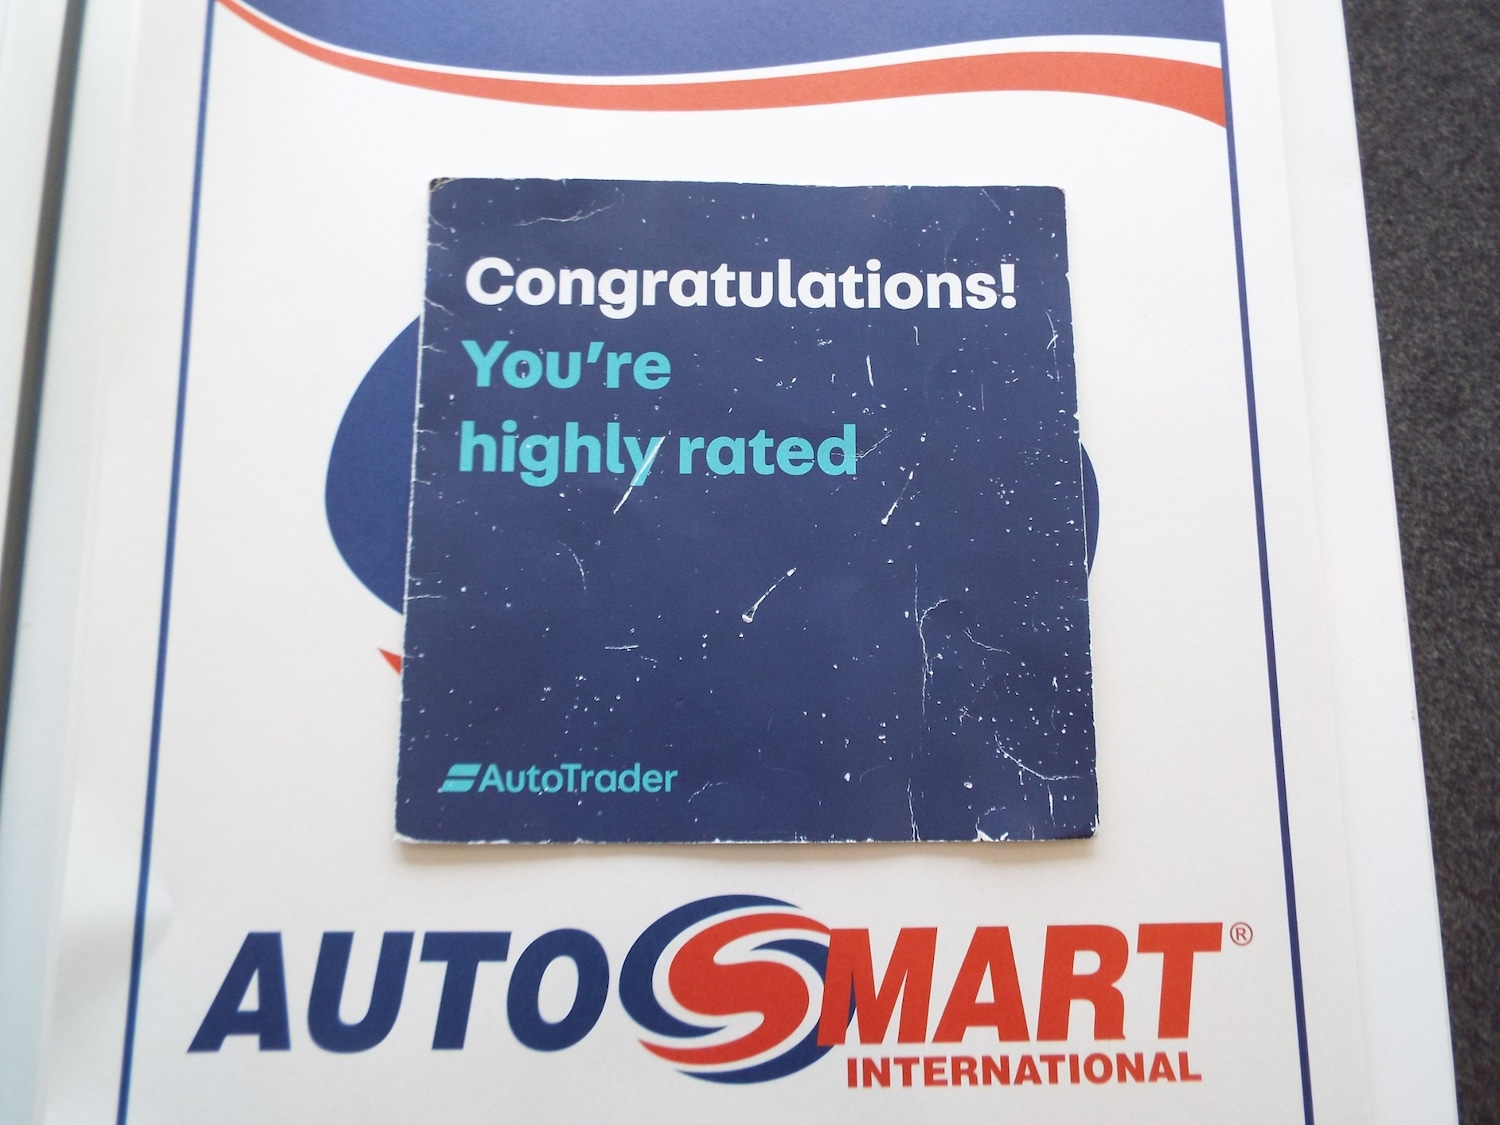 Congratulations!
You're
highly rated
AutoTrader
AUTOSMART®
INTERNATIONAL